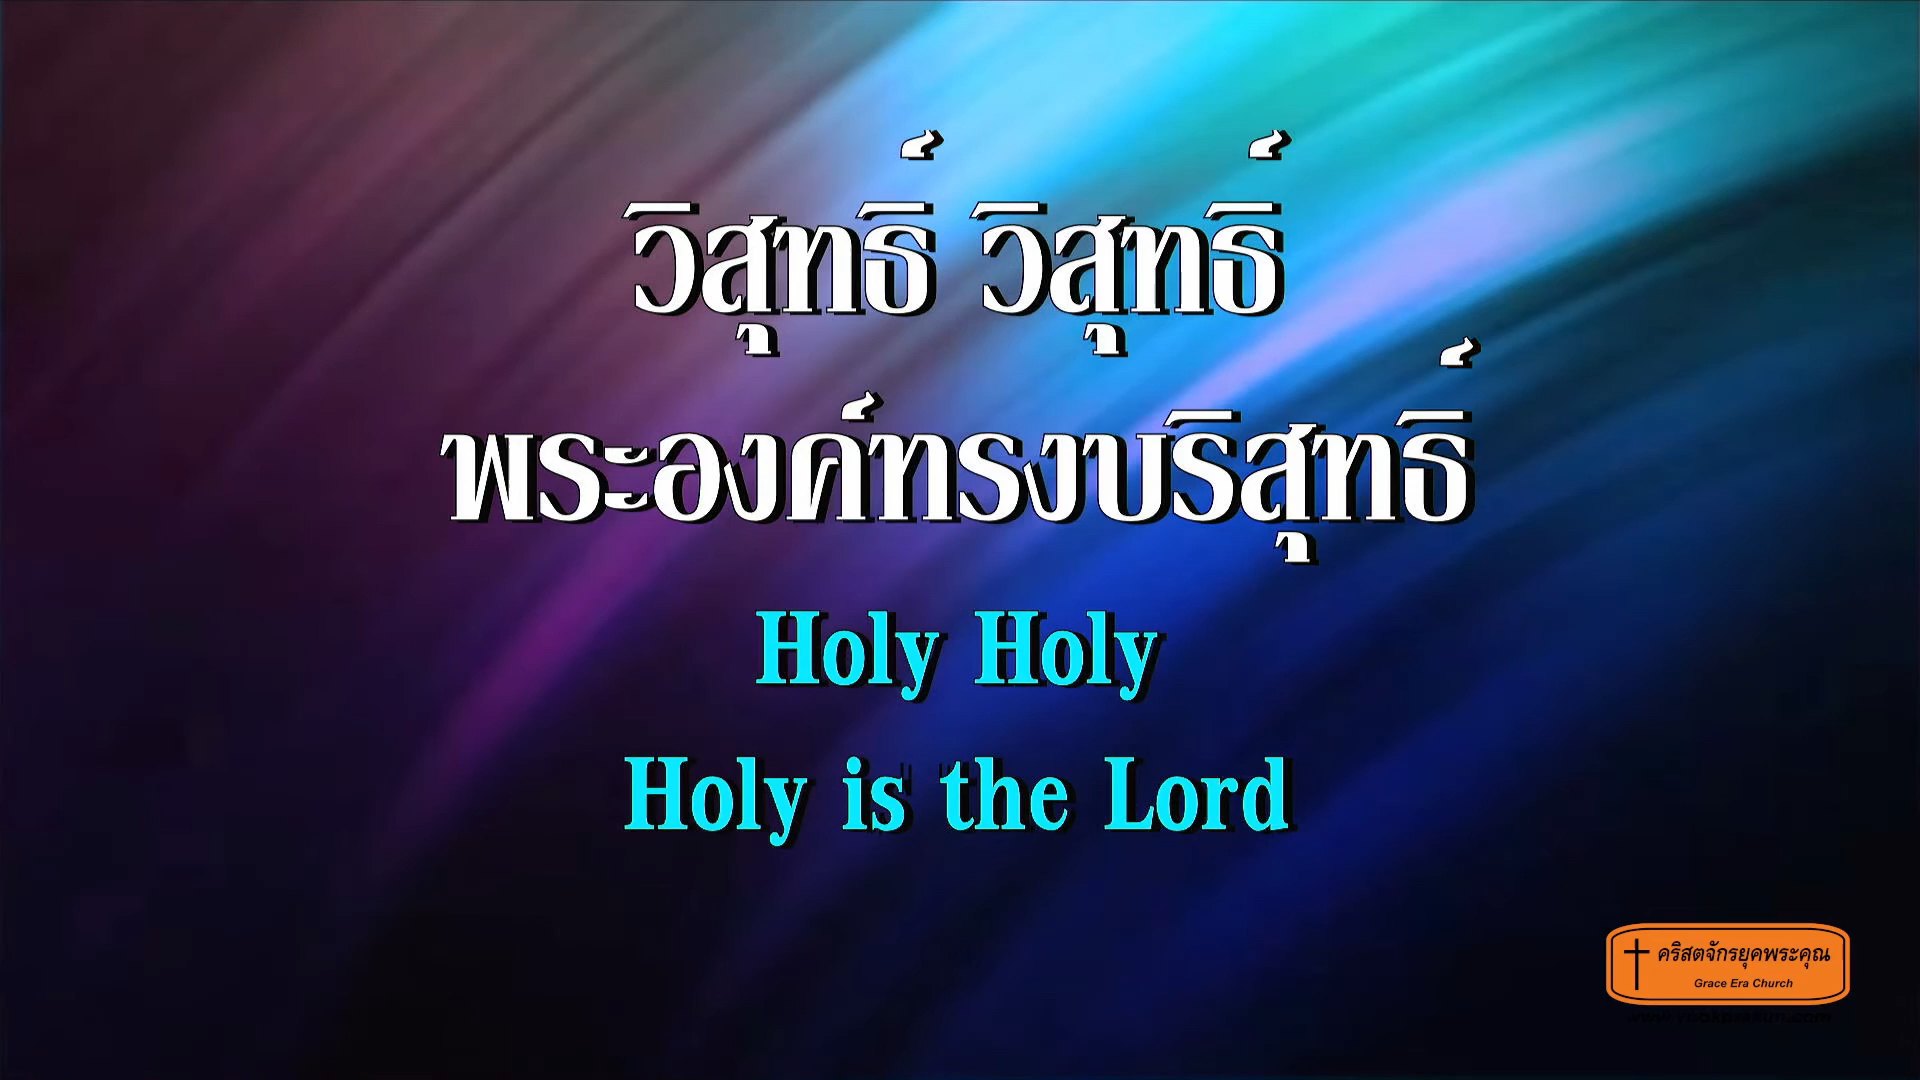 วิสุทธิ์ วิสุทธิ์
พระองค์ทรงบริสุทธิ์
Holy Holy
Holy is the Lord
คริสตจักรยุคพระคุณ
Grace Era Church